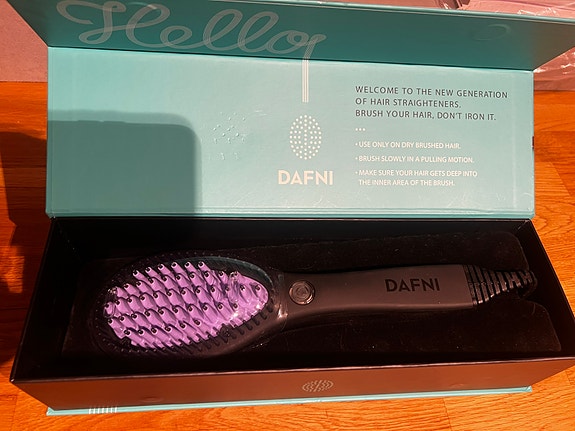 Hello
DAFNI
WELCOME TO THE NEW GENERATION
OF HAIR STRAIGHTENERS.
BRUSH YOUR HAIR, DON'T IRON IT.
• USE ONLY ON DRY BRUSHED HAIR.
• BRUSH SLOWLY IN A PULLING MOTION.
• MAKE SURE YOUR HAIR GETS DEEP INTO
THE INNER AREA OF THE BRUSH.
DAFNI